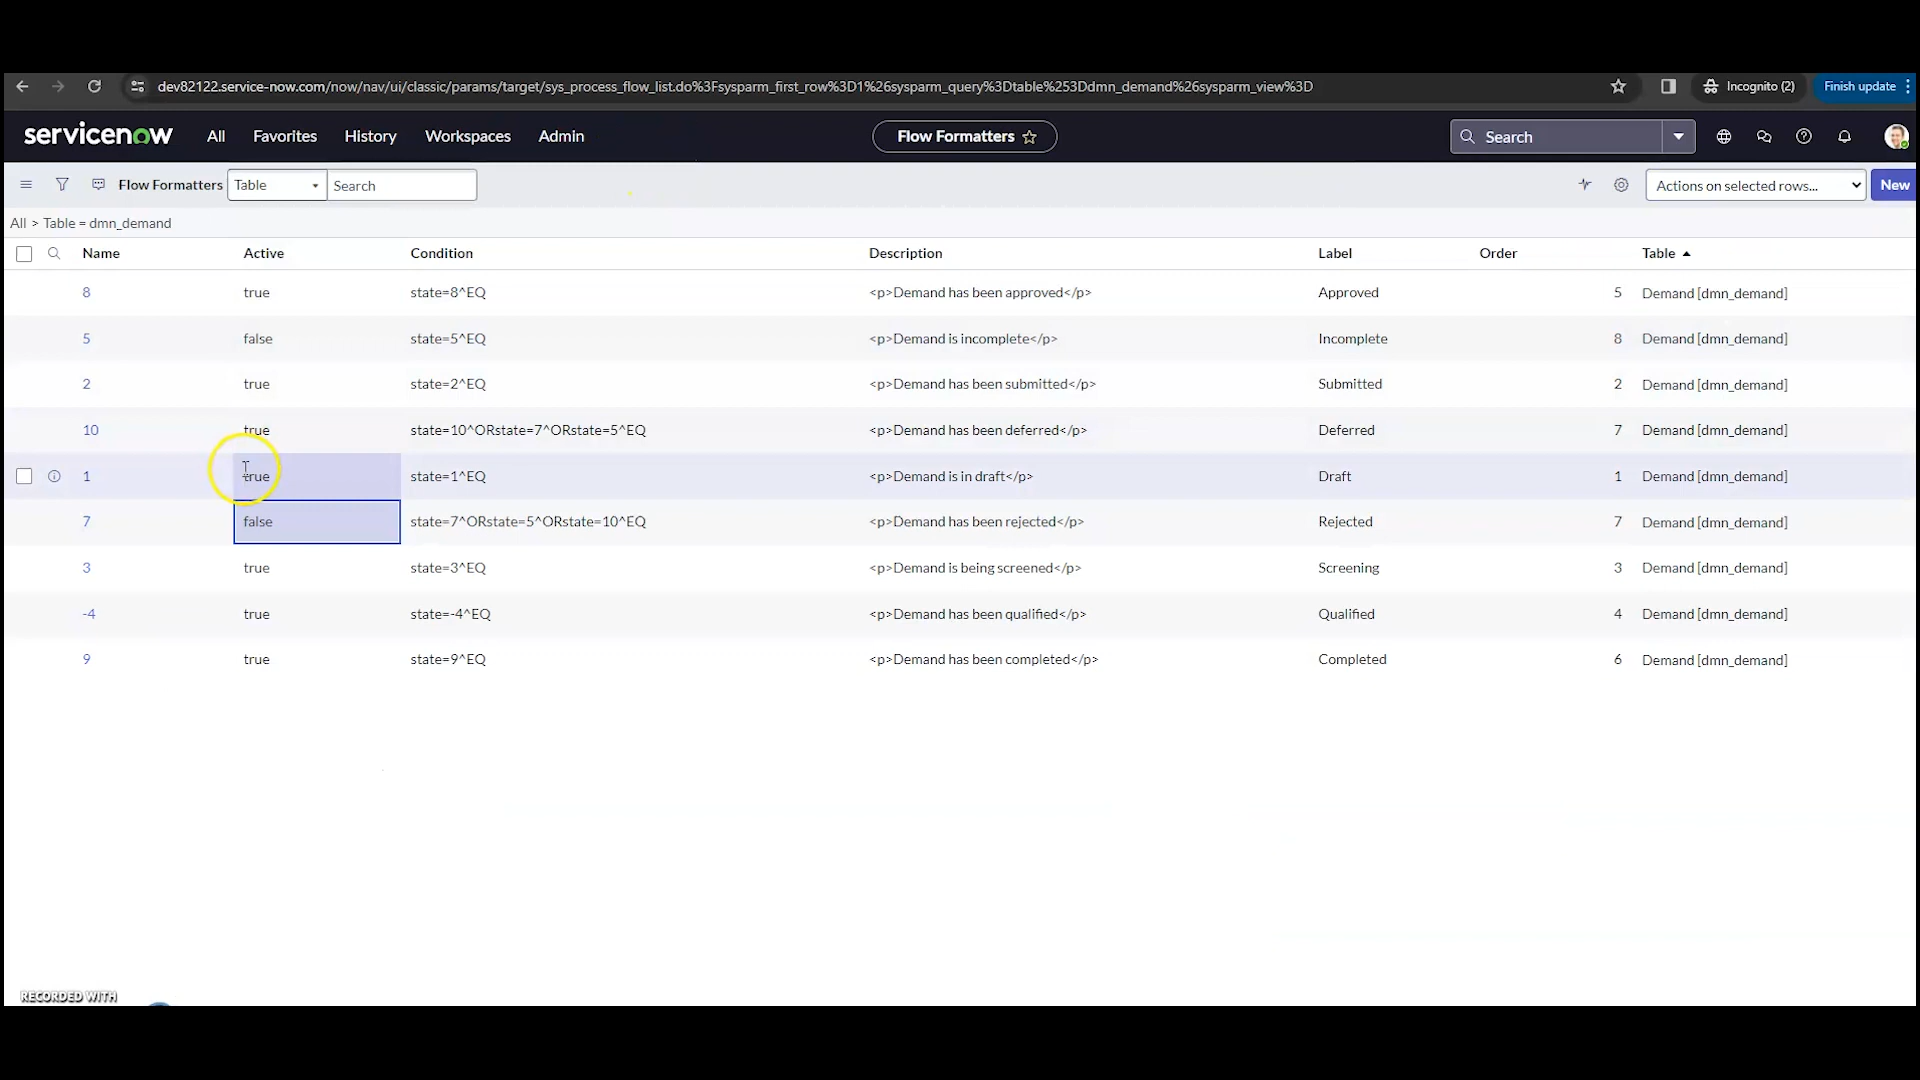 dev82122.service-now.com/now/nav/ui/classic/params/target/sys_process_flow_list.do%3Fsysparm_first_row%3D1%26sysparm_query%3Dtable%253Ddmn_demand%26sysparm_view%3D Incognito (2) Finish update
servicenow All Favorites History Workspaces Admin Flow Formatters Search
Flow Formatters Table Search Actions on selected rows... New
All > Table = dmn_demand
Name Active Condition Description Label Order Table
8 true state=8^EQ <p>Demand has been approved</p> Approved 5 Demand [dmn_demand]
5 false state=5^EQ <p>Demand is incomplete</p> Incomplete 8 Demand [dmn_demand]
2 true state=2^EQ <p>Demand has been submitted</p> Submitted 2 Demand [dmn_demand]
10 true state=10^ORstate=7^ORstate=5^EQ <p>Demand has been deferred</p> Deferred 7 Demand [dmn_demand]
1 true state=1^EQ <p>Demand is in draft</p> Draft 1 Demand [dmn_demand]
7 false state=7^ORstate=5^ORstate=10^EQ <p>Demand has been rejected</p> Rejected 7 Demand [dmn_demand]
3 true state=3^EQ <p>Demand is being screened</p> Screening 3 Demand [dmn_demand]
-4 true state=-4^EQ <p>Demand has been qualified</p> Qualified 4 Demand [dmn_demand]
9 true state=9^EQ <p>Demand has been completed</p> Completed 6 Demand [dmn_demand]
RECORDED WITH